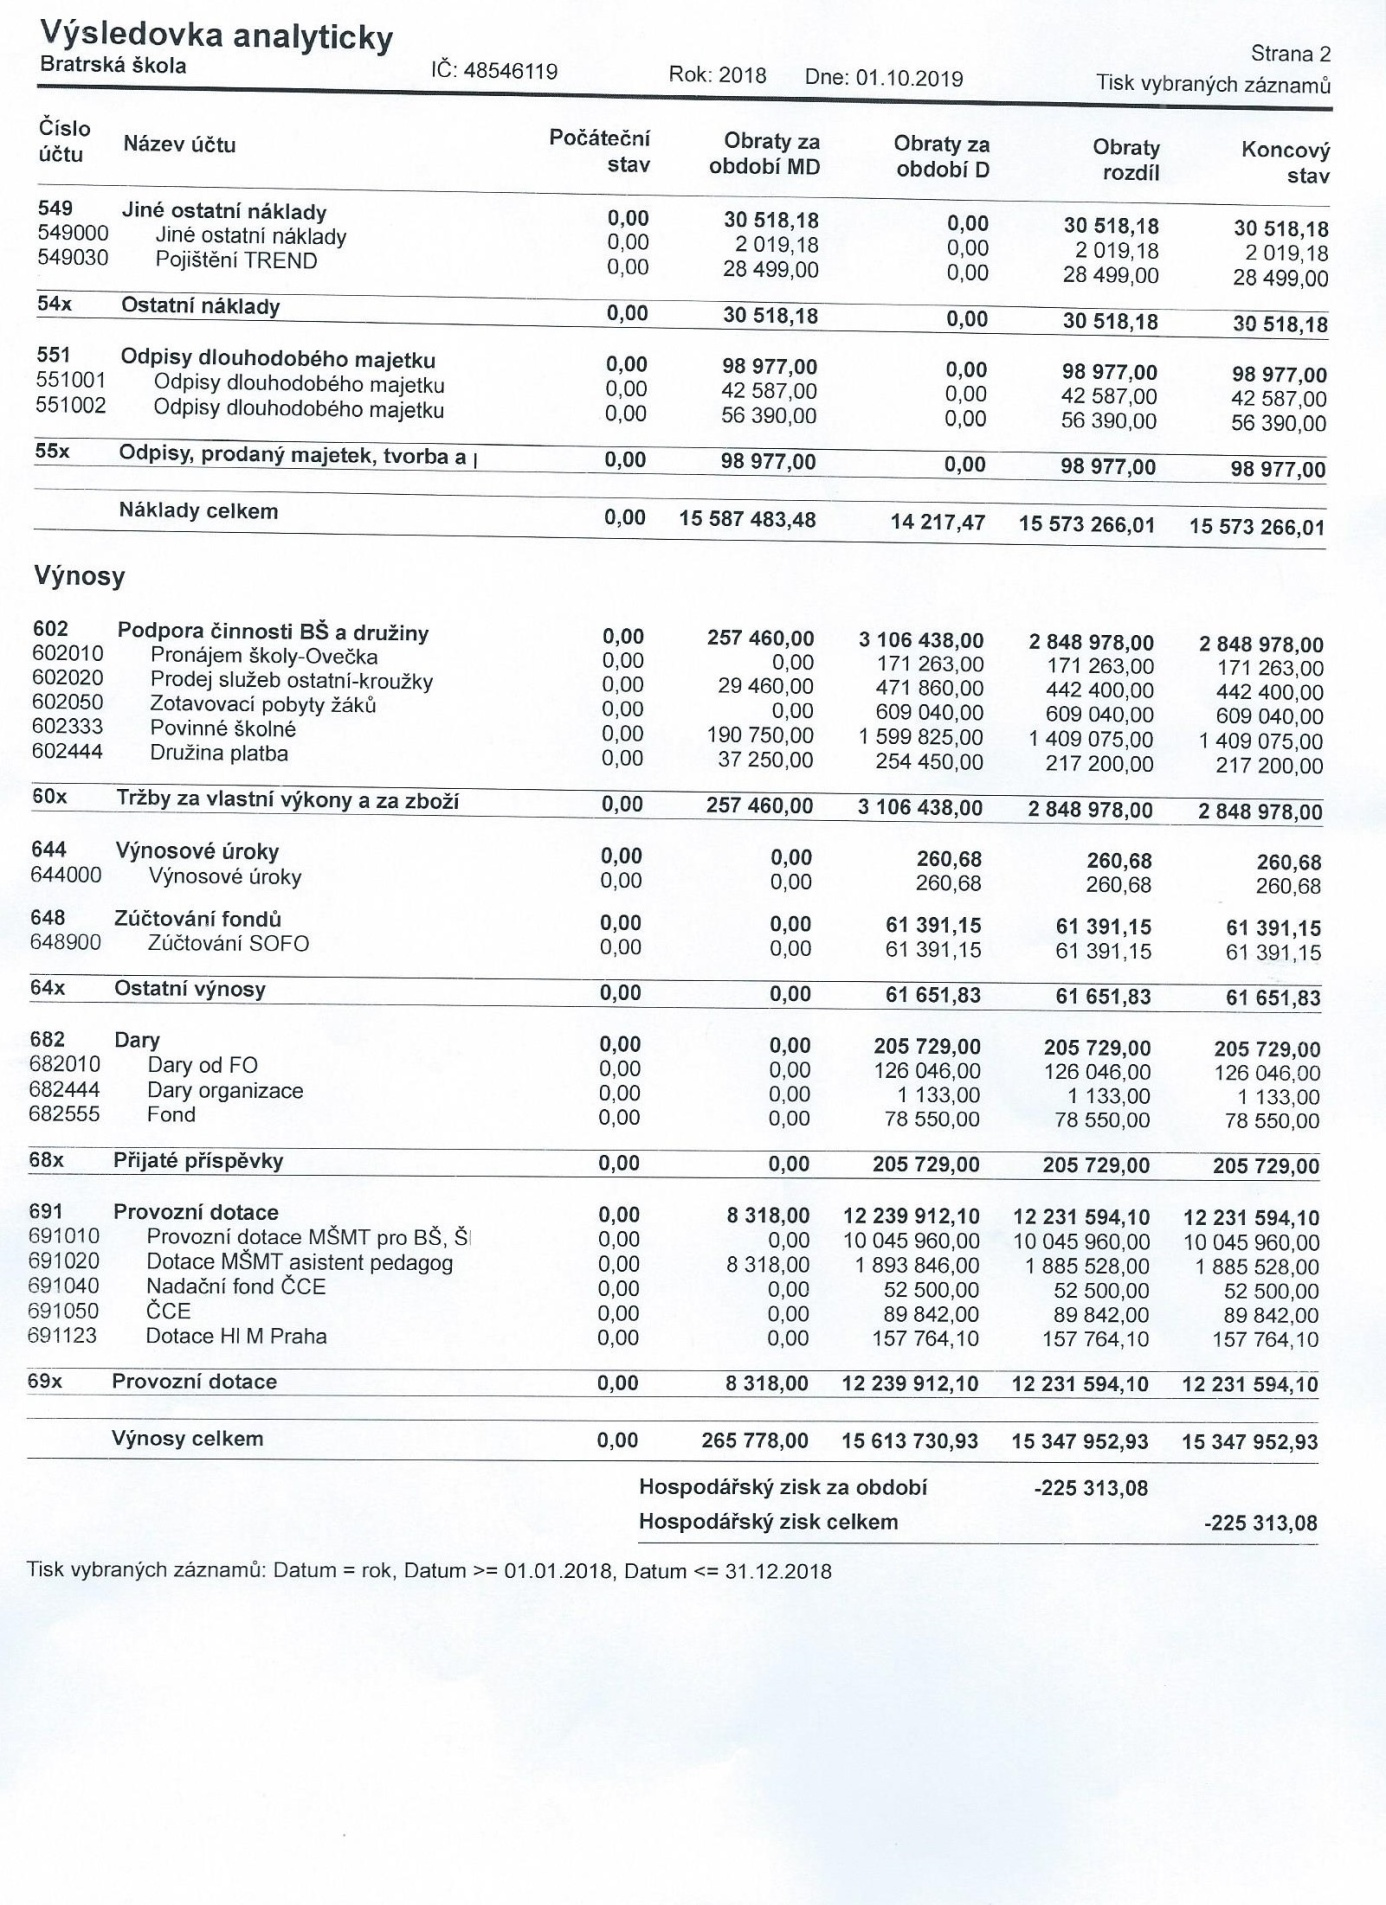 Výsledovka analyticky
Bratrská škola IČ: 48546119 Rok: 2018 Dne: 01.10.2019 Strana 2
Tisk vybraných záznamů
Číslo účtu Název účtu Počáteční stav Obraty za období MD Obraty za období D Obraty rozdíl Koncový stav
549 Jiné ostatní náklady 0,00 30 518,18 0,00 30 518,18 30 518,18
549000 Jiné ostatní náklady 0,00 2 019,18 0,00 2 019,18 2 019,18
549030 Pojištění TREND 0,00 28 499,00 0,00 28 499,00 28 499,00
54x Ostatní náklady 0,00 30 518,18 0,00 30 518,18 30 518,18
551 Odpisy dlouhodobého majetku 0,00 98 977,00 0,00 98 977,00 98 977,00
551001 Odpisy dlouhodobého majetku 0,00 42 587,00 0,00 42 587,00 42 587,00
551002 Odpisy dlouhodobého majetku 0,00 56 390,00 0,00 56 390,00 56 390,00
55x Odpisy, prodaný majetek, tvorba a 0,00 98 977,00 0,00 98 977,00 98 977,00
Náklady celkem 0,00 15 587 483,48 14 217,47 15 573 266,01 15 573 266,01
Výnosy
602 Podpora činnosti BŠ a družiny 0,00 257 460,00 3 106 438,00 2 848 978,00 2 848 978,00
602010 Pronájem školy-Ovečka 0,00 0,00 171 263,00 171 263,00 171 263,00
602020 Prodej služeb ostatní-kroužky 0,00 29 460,00 471 860,00 442 400,00 442 400,00
602050 Zotavovací pobyty žáků 0,00 0,00 609 040,00 609 040,00 609 040,00
602333 Povinné školné 0,00 190 750,00 1 599 825,00 1 409 075,00 1 409 075,00
602444 Družina platba 0,00 37 250,00 254 450,00 217 200,00 217 200,00
60x Tržby za vlastní výkony a za zboží 0,00 257 460,00 3 106 438,00 2 848 978,00 2 848 978,00
644 Výnosové úroky 0,00 0,00 260,68 260,68 260,68
644000 Výnosové úroky 0,00 0,00 260,68 260,68 260,68
648 Zúčtování fondů 0,00 0,00 61 391,15 61 391,15 61 391,15
648900 Zúčtování SOFO 0,00 0,00 61 391,15 61 391,15 61 391,15
64x Ostatní výnosy 0,00 0,00 61 651,83 61 651,83 61 651,83
682 Dary 0,00 0,00 205 729,00 205 729,00 205 729,00
682010 Dary od FO 0,00 0,00 126 046,00 126 046,00 126 046,00
682444 Dary organizace 0,00 0,00 1 133,00 1 133,00 1 133,00
682555 Fond 0,00 0,00 78 550,00 78 550,00 78 550,00
68x Přijaté příspěvky 0,00 0,00 205 729,00 205 729,00 205 729,00
691 Provozní dotace 0,00 8 318,00 12 239 912,10 12 231 594,10 12 231 594,10
691010 Provozní dotace MŠMT pro BŠ, Š 0,00 0,00 10 045 960,00 10 045 960,00 10 045 960,00
691020 Dotace MŠMT asistent pedagog 0,00 8 318,00 1 893 846,00 1 885 528,00 1 885 528,00
691040 Nadační fond ČCE 0,00 0,00 52 500,00 52 500,00 52 500,00
691050 ČCE 0,00 0,00 89 842,00 89 842,00 89 842,00
691123 Dotace Hl M Praha 0,00 0,00 157 764,10 157 764,10 157 764,10
69x Provozní dotace 0,00 8 318,00 12 239 912,10 12 231 594,10 12 231 594,10
Výnosy celkem 0,00 265 778,00 15 613 730,93 15 347 952,93 15 347 952,93
Hospodářský zisk za období -225 313,08
Hospodářský zisk celkem -225 313,08
Tisk vybraných záznamů: Datum = rok, Datum >= 01.01.2018, Datum <= 31.12.2018